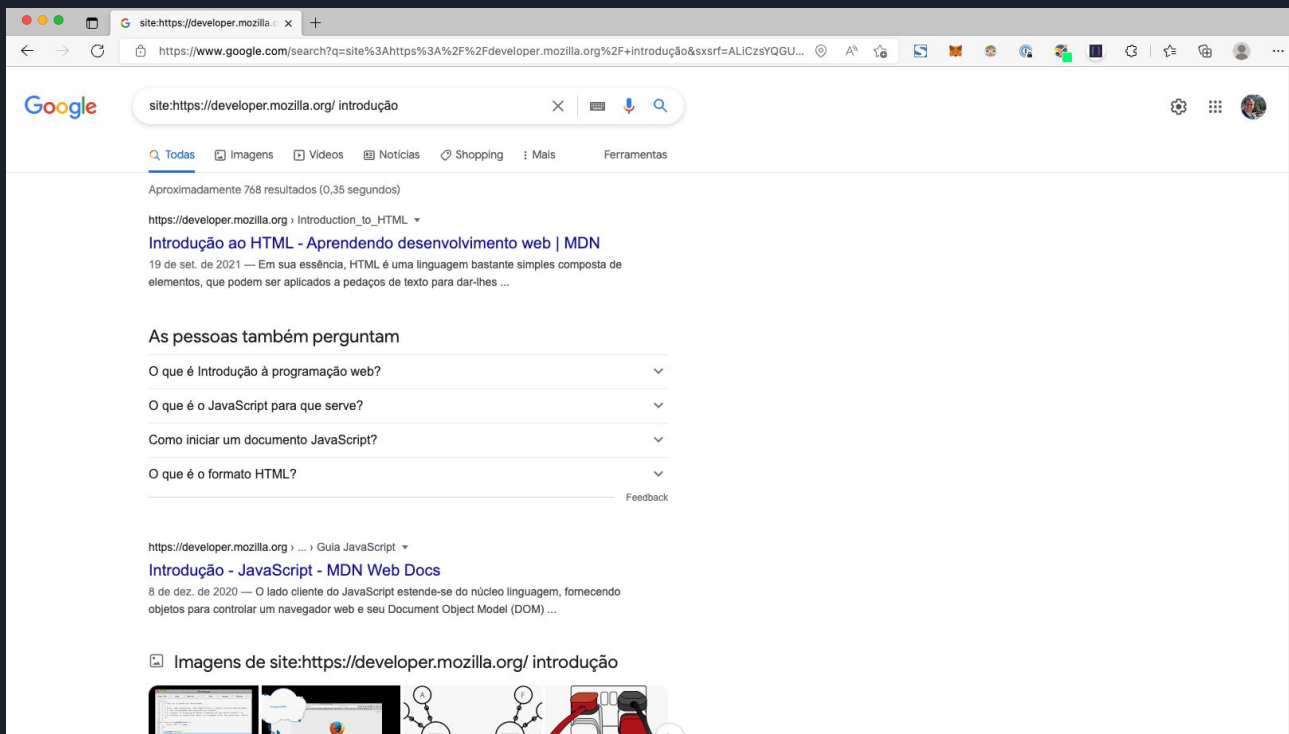 site:https://developer.mozilla.o
https://www.google.com/search?q=site%3Ahttps%3A%2F%2Fdeveloper.mozilla.org%2F+introdução&sxsrf=ALiCzsYQGU...
Google
site:https://developer.mozilla.org/ introdução
Todas Imagens Vídeos Notícias Shopping Mais Ferramentas
Aproximadamente 768 resultados (0,35 segundos)
https://developer.mozilla.org › Introduction_to_HTML
Introdução ao HTML - Aprendendo desenvolvimento web | MDN
19 de set. de 2021 — Em sua essência, HTML é uma linguagem bastante simples composta de
elementos, que podem ser aplicados a pedaços de texto para dar-lhes ...
As pessoas também perguntam
O que é Introdução à programação web?
O que é o JavaScript para que serve?
Como iniciar um documento JavaScript?
O que é o formato HTML?
Feedback
https://developer.mozilla.org › ... › Guia JavaScript
Introdução - JavaScript - MDN Web Docs
8 de dez. de 2020 — O lado cliente do JavaScript estende-se do núcleo linguagem, fornecendo
objetos para controlar um navegador web e seu Document Object Model (DOM) ...
Imagens de site:https://developer.mozilla.org/ introdução
A F